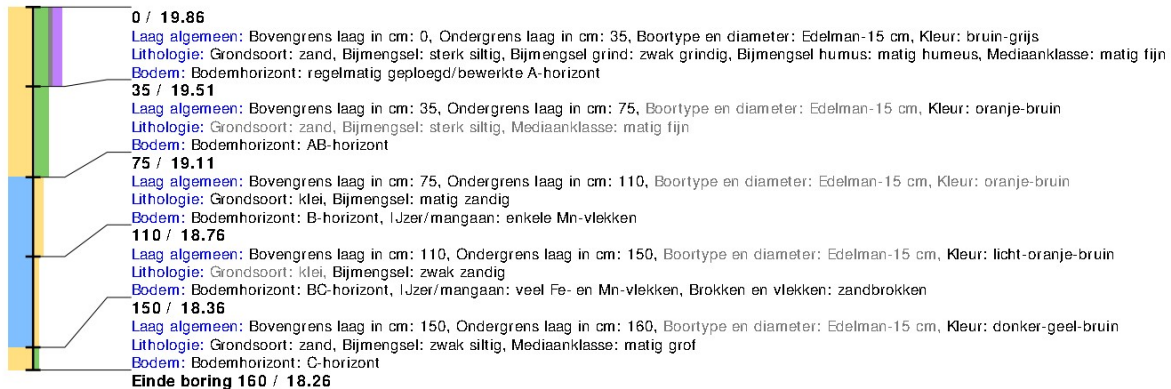 0 / 19.86
Laag algemeen: Bovengrens laag in cm: 0, Ondergrens laag in cm: 35, Boortype en diameter: Edelman-15 cm, Kleur: bruin-grijs
Lithologie: Grondsoort: zand, Bijmengsel: sterk siltig, Bijmengsel grind: zwak grindig, Bijmengsel humus: matig humeus, Mediaanklasse: matig fijn
Bodem: Bodemhorizont: regelmatig geploegd/bewerkte A-horizont
35 / 19.51
Laag algemeen: Bovengrens laag in cm: 35, Ondergrens laag in cm: 75, Boortype en diameter: Edelman-15 cm, Kleur: oranje-bruin
Lithologie: Grondsoort: zand, Bijmengsel: sterk siltig, Mediaanklasse: matig fijn
Bodem: Bodemhorizont: AB-horizont
75 / 19.11
Laag algemeen: Bovengrens laag in cm: 75, Ondergrens laag in cm: 110, Boortype en diameter: Edelman-15 cm, Kleur: oranje-bruin
Lithologie: Grondsoort: klei, Bijmengsel: matig zandig
Bodem: Bodemhorizont: B-horizont, IJzer/mangaan: enkele Mn-vlekken
110 / 18.76
Laag algemeen: Bovengrens laag in cm: 110, Ondergrens laag in cm: 150, Boortype en diameter: Edelman-15 cm, Kleur: licht-oranje-bruin
Lithologie: Grondsoort: klei, Bijmengsel: zwak zandig
Bodem: Bodemhorizont: BC-horizont, IJzer/mangaan: veel Fe- en Mn-vlekken, Brokken en vlekken: zandbrokken
150 / 18.36
Laag algemeen: Bovengrens laag in cm: 150, Ondergrens laag in cm: 160, Boortype en diameter: Edelman-15 cm, Kleur: donker-geel-bruin
Lithologie: Grondsoort: zand, Bijmengsel: zwak siltig, Mediaanklasse: matig grof
Bodem: Bodemhorizont: C-horizont
Einde boring 160 / 18.26